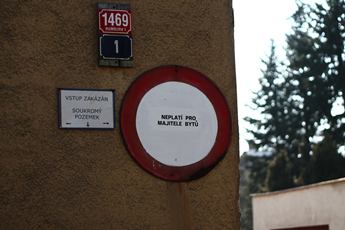 1469
1
VSTUP ZAKÁZÁN
SOUKROMÝ
POZEMEK
NEPLATÍ PRO
MAJITELE BYTŮ